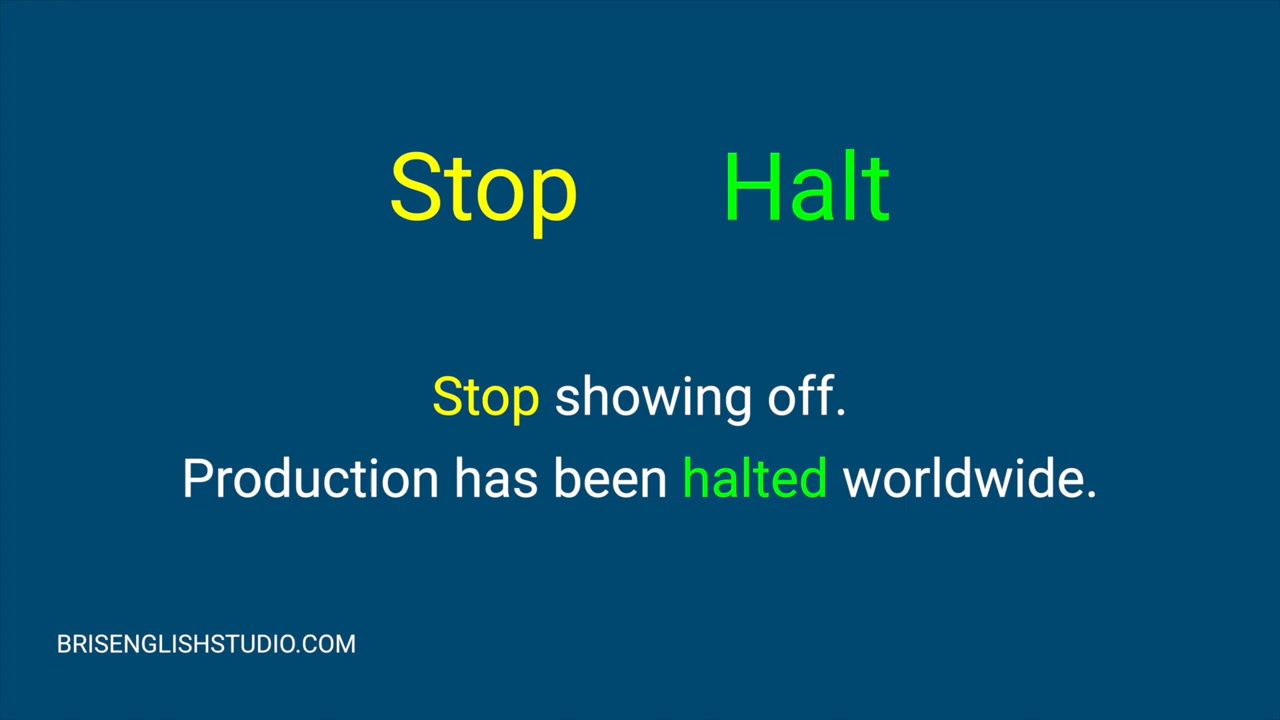 Stop Halt
Stop showing off.
Production has been halted worldwide.
BRISENGLISHSTUDIO.COM